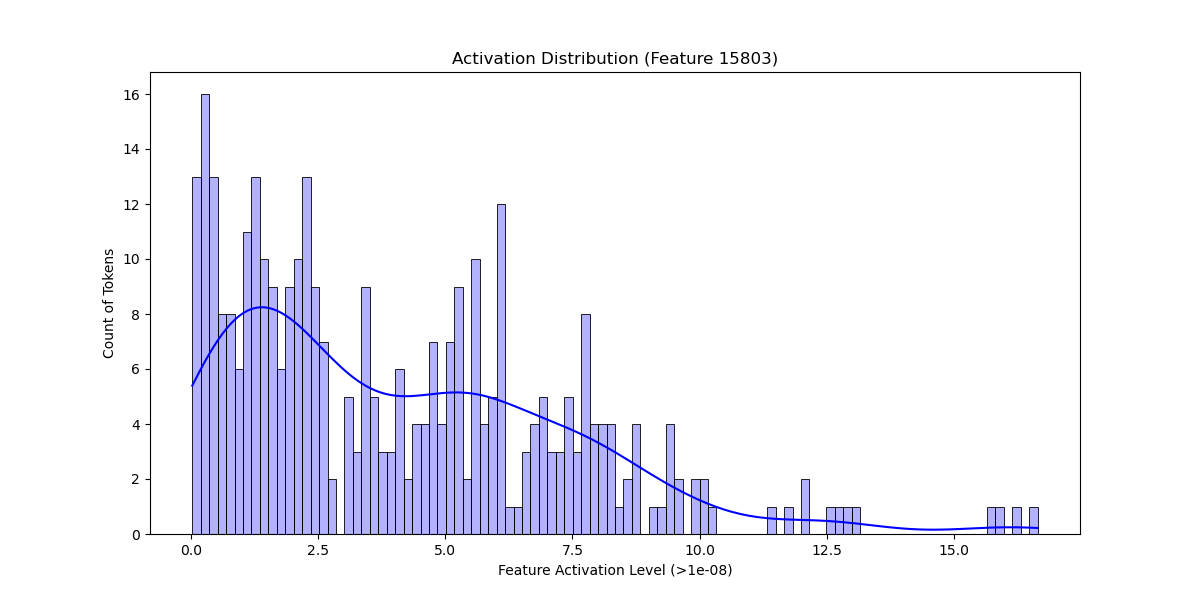 Activation Distribution (Feature 15803)
16
14
12
10
8
6
4
2
0
Count of Tokens
0.0 2.5 5.0 7.5 10.0 12.5 15.0
Feature Activation Level (>1e-08)